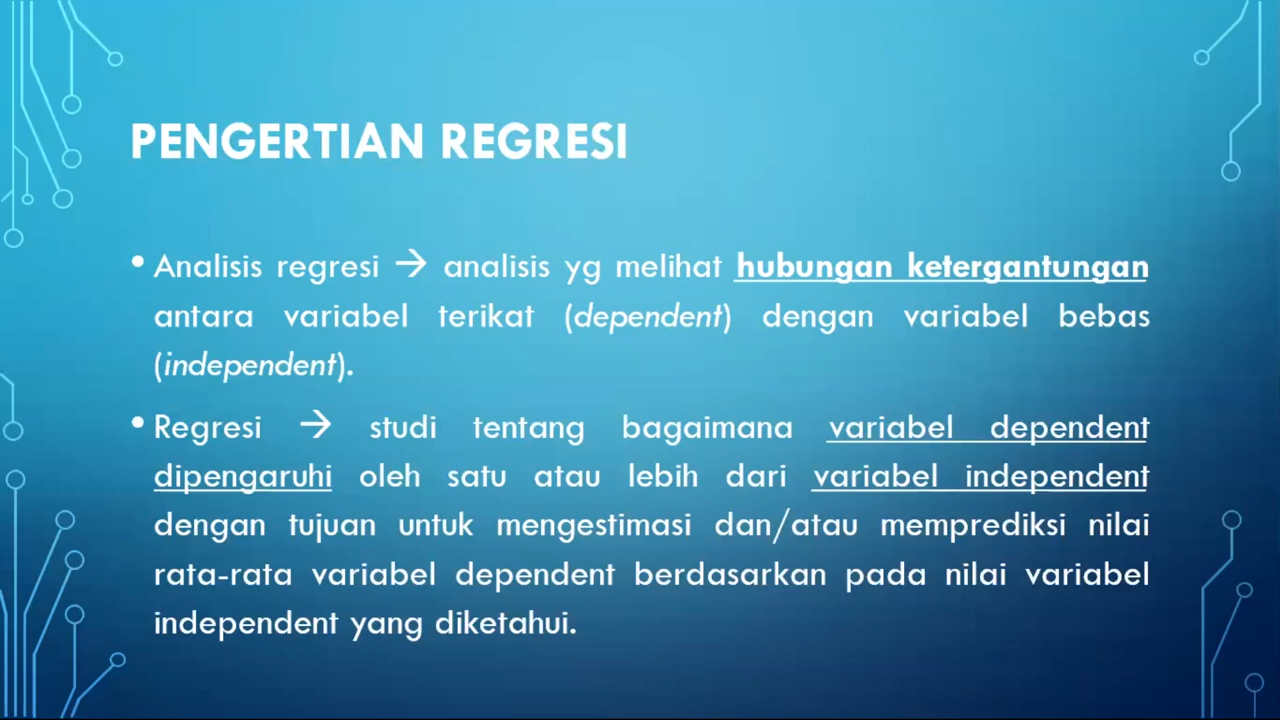 PENGERTIAN REGRESI
• Analisis regresi → analisis yg melihat hubungan ketergantungan
antara variabel terikat (dependent) dengan variabel bebas
(independent).
• Regresi → studi tentang bagaimana variabel dependent
dipengaruhi oleh satu atau lebih dari variabel independent
dengan tujuan untuk mengestimasi dan/atau memprediksi nilai
rata-rata variabel dependent berdasarkan pada nilai variabel
independent yang diketahui.